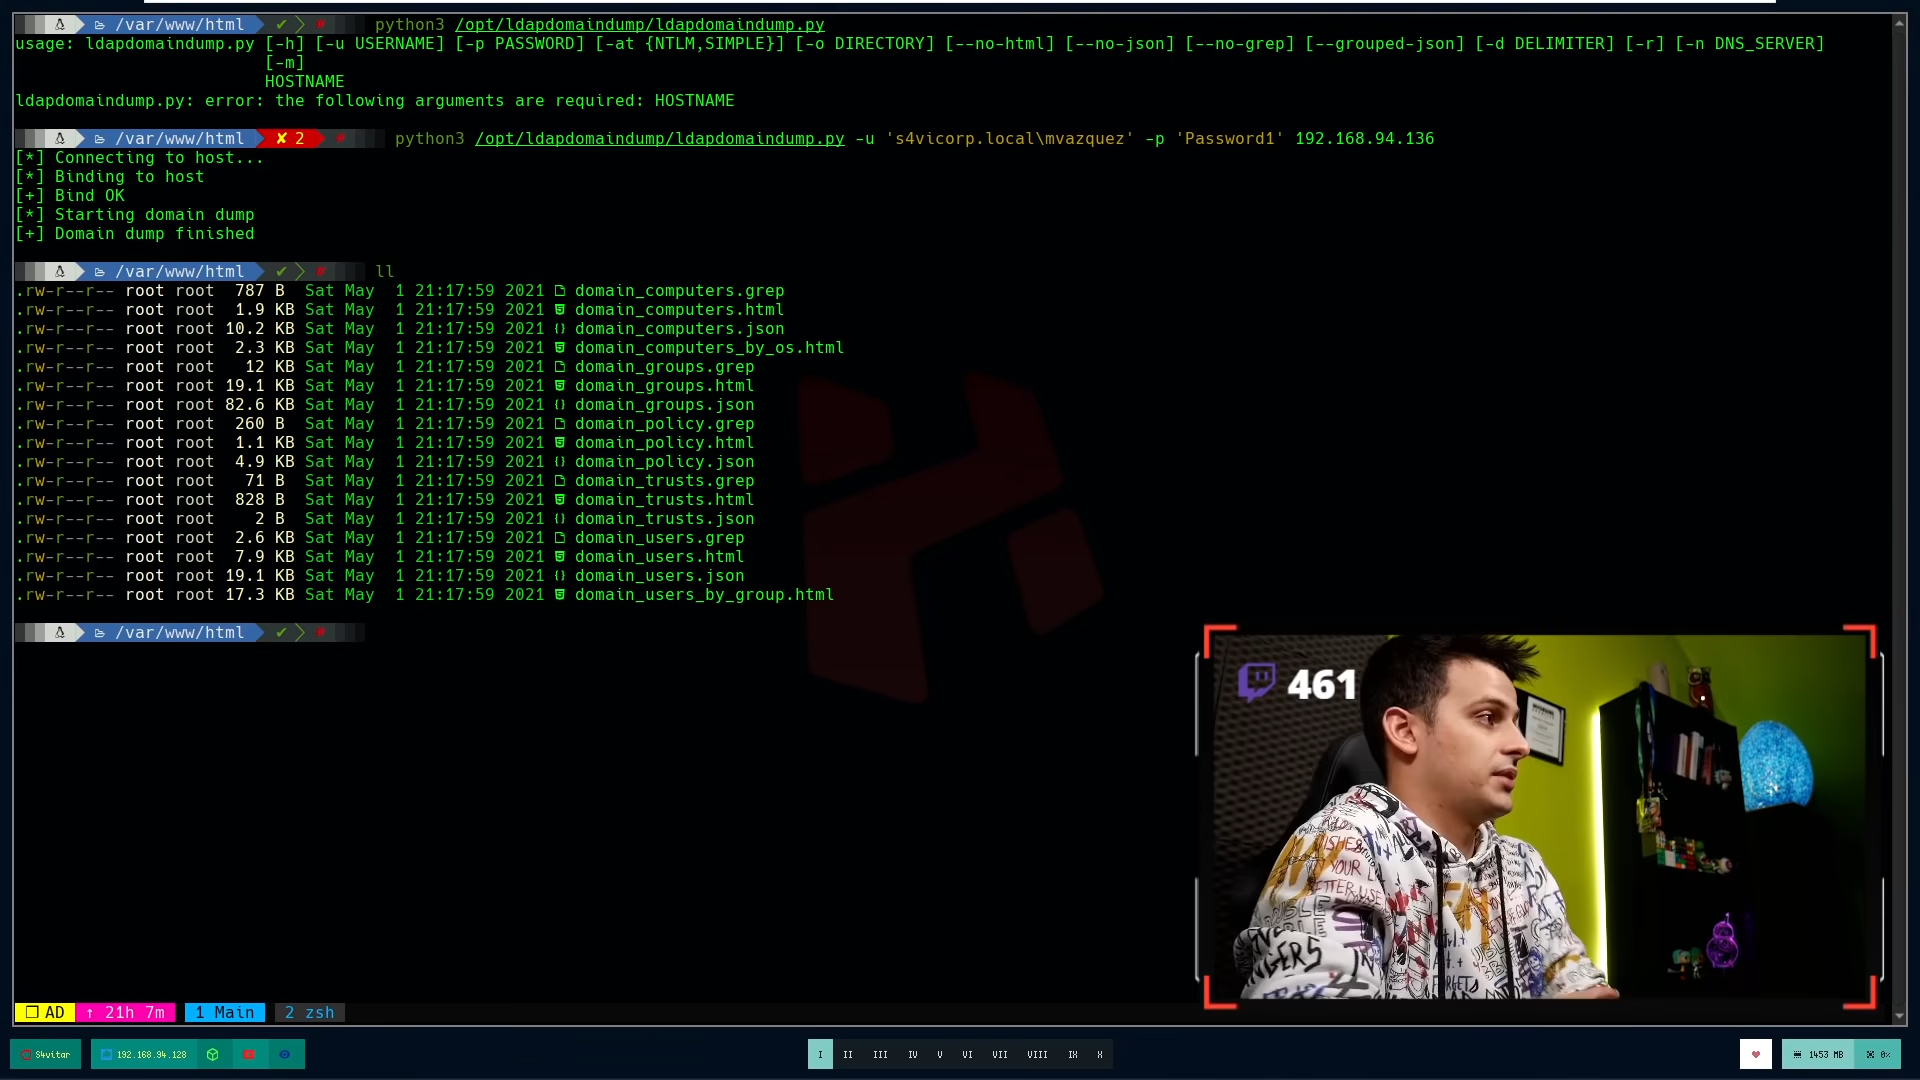 /var/www/html ✔ # python3 /opt/ldapdomaindump/ldapdomaindump.py
usage: ldapdomaindump.py [-h] [-u USERNAME] [-p PASSWORD] [-at {NTLM,SIMPLE}] [-o DIRECTORY] [--no-html] [--no-json] [--no-grep] [--grouped-json] [-d DELIMITER] [-r] [-n DNS_SERVER]
[-m]
HOSTNAME
ldapdomaindump.py: error: the following arguments are required: HOSTNAME
/var/www/html ✘ 2 # python3 /opt/ldapdomaindump/ldapdomaindump.py -u 's4vicorp.local\mvazquez' -p 'Password1' 192.168.94.136
[*] Connecting to host...
[*] Binding to host
[+] Bind OK
[*] Starting domain dump
[+] Domain dump finished
/var/www/html ✔ # ll
.rw-r--r-- root root 787 B Sat May 1 21:17:59 2021 domain_computers.grep
.rw-r--r-- root root 1.9 KB Sat May 1 21:17:59 2021 domain_computers.html
.rw-r--r-- root root 10.2 KB Sat May 1 21:17:59 2021 {} domain_computers.json
.rw-r--r-- root root 2.3 KB Sat May 1 21:17:59 2021 domain_computers_by_os.html
.rw-r--r-- root root 12 KB Sat May 1 21:17:59 2021 domain_groups.grep
.rw-r--r-- root root 19.1 KB Sat May 1 21:17:59 2021 domain_groups.html
.rw-r--r-- root root 82.6 KB Sat May 1 21:17:59 2021 {} domain_groups.json
.rw-r--r-- root root 260 B Sat May 1 21:17:59 2021 domain_policy.grep
.rw-r--r-- root root 1.1 KB Sat May 1 21:17:59 2021 domain_policy.html
.rw-r--r-- root root 4.9 KB Sat May 1 21:17:59 2021 {} domain_policy.json
.rw-r--r-- root root 71 B Sat May 1 21:17:59 2021 domain_trusts.grep
.rw-r--r-- root root 828 B Sat May 1 21:17:59 2021 domain_trusts.html
.rw-r--r-- root root 2 B Sat May 1 21:17:59 2021 {} domain_trusts.json
.rw-r--r-- root root 2.6 KB Sat May 1 21:17:59 2021 domain_users.grep
.rw-r--r-- root root 7.9 KB Sat May 1 21:17:59 2021 domain_users.html
.rw-r--r-- root root 19.1 KB Sat May 1 21:17:59 2021 {} domain_users.json
.rw-r--r-- root root 17.3 KB Sat May 1 21:17:59 2021 domain_users_by_group.html
/var/www/html ✔ #
461
AD ↑ 21h 7m 1 Main 2 zsh
S4vitar 192.168.94.128 I II III IV V VI VII VIII IX X 1453 MB 0%